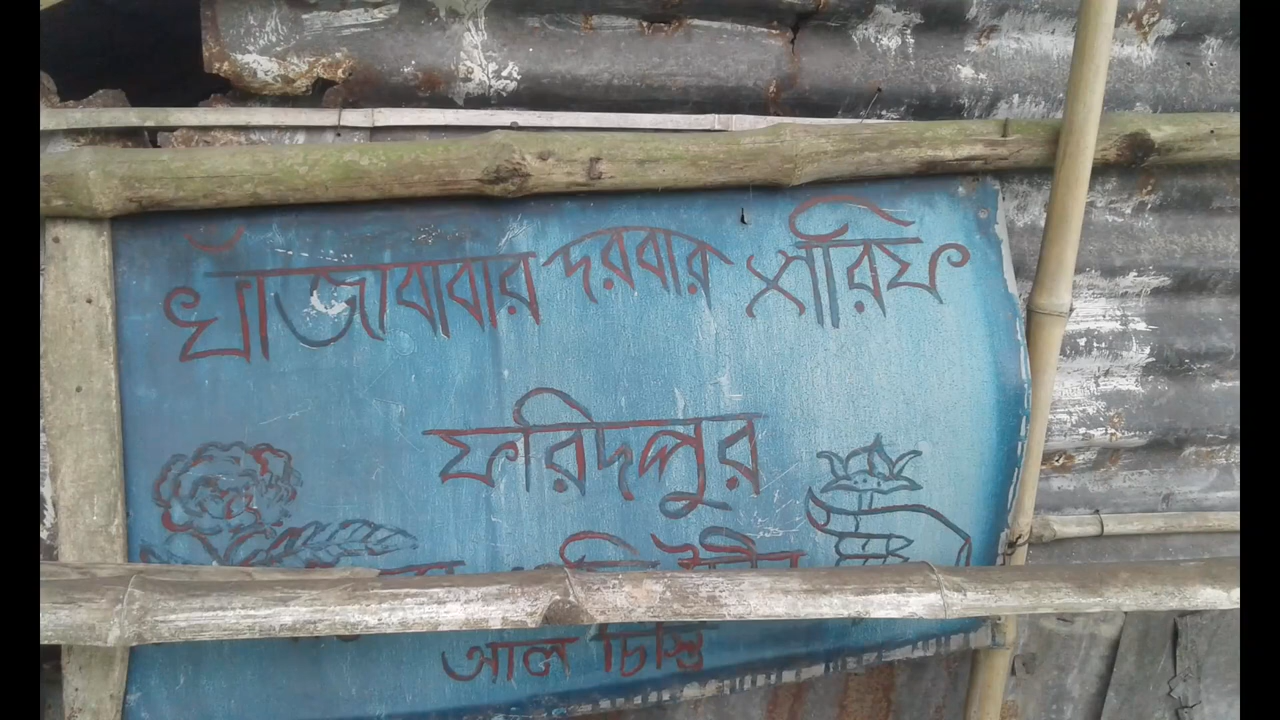 খাঁজাবাবার দরবার শরিফ
ফরিদপুর
আল চিস্তি